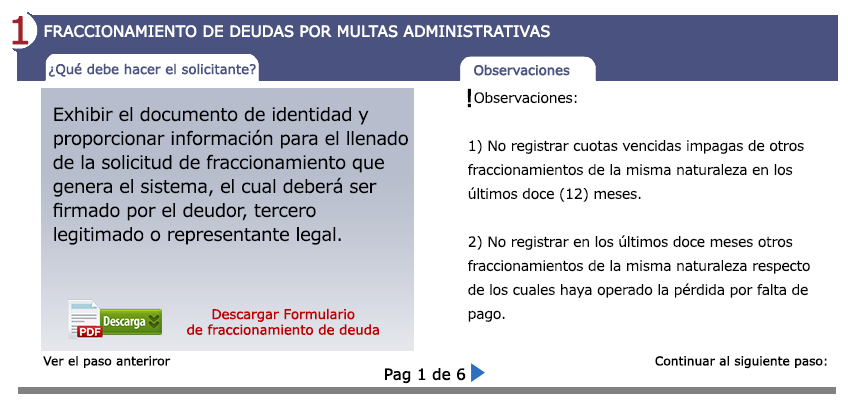 1
FRACCIONAMIENTO DE DEUDAS POR MULTAS ADMINISTRATIVAS
¿Qué debe hacer el solicitante?
Exhibir el documento de identidad y
proporcionar información para el llenado
de la solicitud de fraccionamiento que
genera el sistema, el cual deberá ser
firmado por el deudor, tercero
legitimado o representante legal.
PDF
Descarga
Descargar Formulario
de fraccionamiento de deuda
Observaciones
!Observaciones:
1) No registrar cuotas vencidas impagas de otros
fraccionamientos de la misma naturaleza en los
últimos doce (12) meses.
2) No registrar en los últimos doce meses otros
fraccionamientos de la misma naturaleza respecto
de los cuales haya operado la pérdida por falta de
pago.
Ver el paso anteriror
Pag 1 de 6
Continuar al siguiente paso: